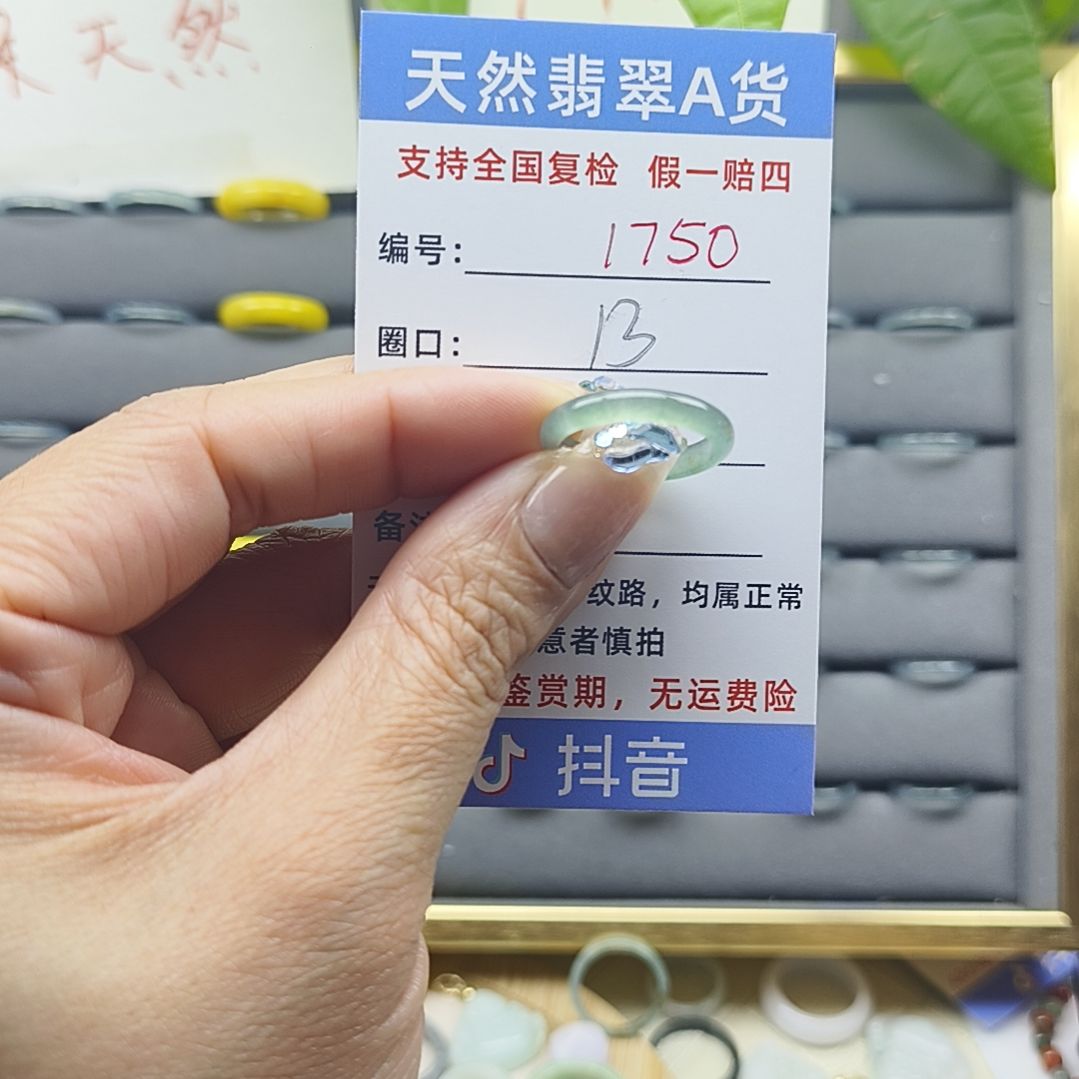 天然
天然翡翠A货
支持全国复检 假一赔四
编号： 1750
圈口： 13
备注
纹路，均属正常
意者慎拍
鉴赏期，无运费险
抖音